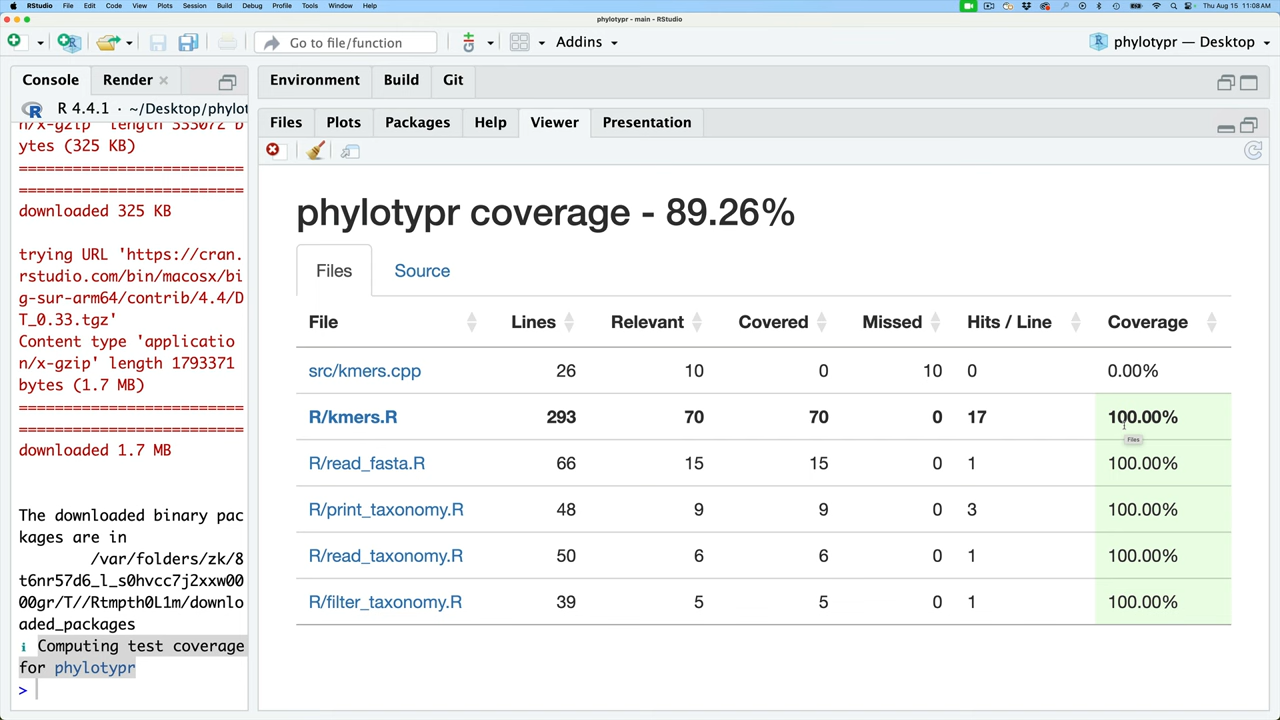 RStudio File Edit Code View Plots Session Build Debug Profile Tools Window Help Thu Aug 15 11:08 AM
phylotypr - main - RStudio
Go to file/function Addins phylotypr — Desktop
Console Render
R 4.4.1 · ~/Desktop/phylot
n/x-gzip' length 333072 b
ytes (325 KB)
=========================
=========================
downloaded 325 KB
trying URL 'https://cran.
rstudio.com/bin/macosx/bi
g-sur-arm64/contrib/4.4/D
T_0.33.tgz'
Content type 'applicatio
n/x-gzip' length 1793371
bytes (1.7 MB)
=========================
=========================
downloaded 1.7 MB
The downloaded binary pac
kages are in
/var/folders/zk/8
t6nr57d6_l_s0hvcc7j2xxw00
00gr/T//Rtmpth0L1m/downlo
aded_packages
i Computing test coverage
for phylotypr
>
Environment Build Git
Files Plots Packages Help Viewer Presentation
phylotypr coverage - 89.26%
Files Source
File Lines Relevant Covered Missed Hits / Line Coverage
src/kmers.cpp 26 10 0 10 0 0.00%
R/kmers.R 293 70 70 0 17 100.00%
Files
R/read_fasta.R 66 15 15 0 1 100.00%
R/print_taxonomy.R 48 9 9 0 3 100.00%
R/read_taxonomy.R 50 6 6 0 1 100.00%
R/filter_taxonomy.R 39 5 5 0 1 100.00%